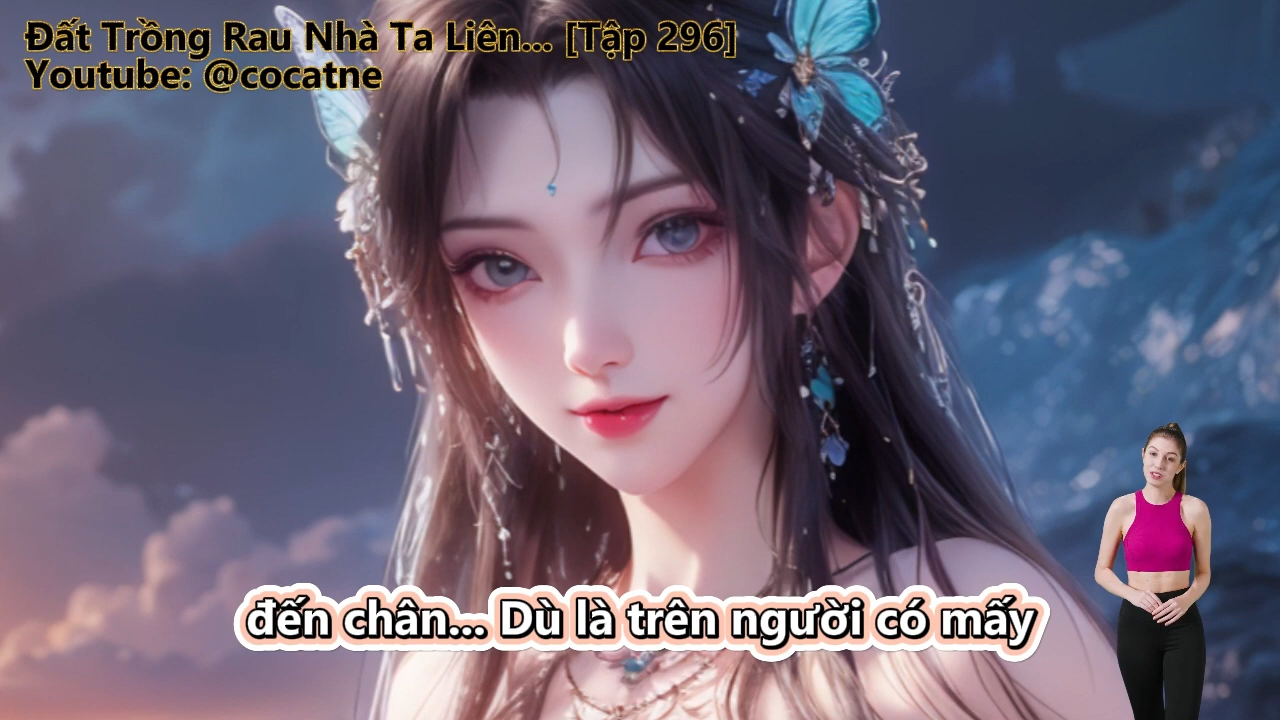 Đất Trồng Rau Nhà Ta Liên... [Tập 296]
Youtube: @cocatne
đến chân... Dù là trên người có mấy